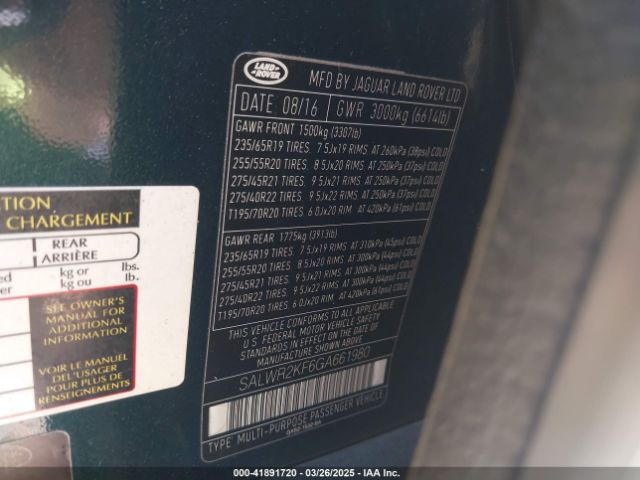 LAND
ROVER
MFD BY JAGUAR LAND ROVER LTD
DATE 08/16 GWR 3000kg (6614lb)
GAWR FRONT 1500kg (3307lb)
235/65R19 TIRES. 7.5Jx19 RIMS. AT 260kPa (38psi) COLD
255/55R20 TIRES. 8.5Jx20 RIMS. AT 250kPa (37psi) COLD
275/45R21 TIRES. 9.5Jx21 RIMS. AT 250kPa (37psi) COLD
275/40R22 TIRES. 9.5Jx22 RIMS. AT 250kPa (37psi) COLD
T195/70R20 TIRES. 6.0Jx20 RIM. AT 420kPa (61psi) COLD
GAWR REAR 1775kg (3913lb)
235/65R19 TIRES. 7.5Jx19 RIMS. AT 310kPa (45psi) COLD
255/55R20 TIRES. 8.5Jx20 RIMS. AT 300kPa (44psi) COLD
275/45R21 TIRES. 9.5Jx21 RIMS. AT 300kPa (44psi) COLD
275/40R22 TIRES. 9.5Jx22 RIMS. AT 300kPa (44psi) COLD
T195/70R20 TIRES. 6.0Jx20 RIM. AT 420kPa (61psi) COLD
THIS VEHICLE CONFORMS TO ALL APPLICABLE
U.S. FEDERAL MOTOR VEHICLE SAFETY
STANDARDS IN EFFECT ON THE DATE OF
MANUFACTURE.
SALWR2KF6GA661980
TYPE: MULTI-PURPOSE PASSENGER VEHICLE
TION
CHARGEMENT
REAR
ARRIÈRE
kg or lbs.
kg ou lb.
SEE OWNER'S
MANUAL FOR
ADDITIONAL
INFORMATION
VOIR LE MANUEL
DEL'USAGER
POUR PLUS DE
RENSEIGNEMENTS
000-41891720 | 03/26/2025 | IAA Inc.